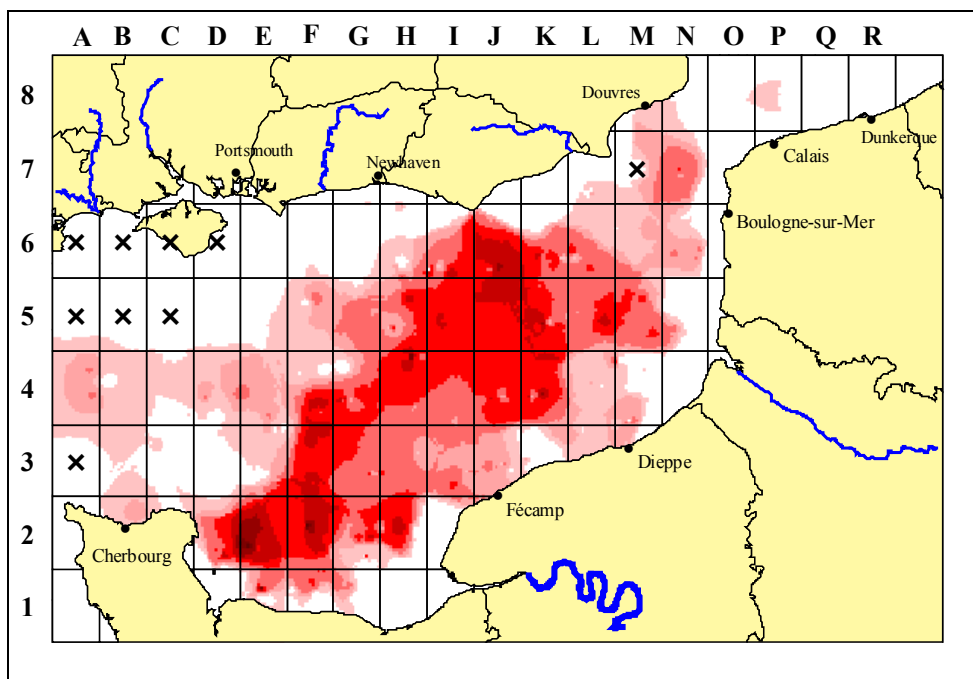 A B C D E F G H I J K L M N O P Q R
8
Douvres
Dunkerque
Portsmouth
Calais
7
Newhaven
Boulogne-sur-Mer
6
5
4
3
Dieppe
Fécamp
2
Cherbourg
1